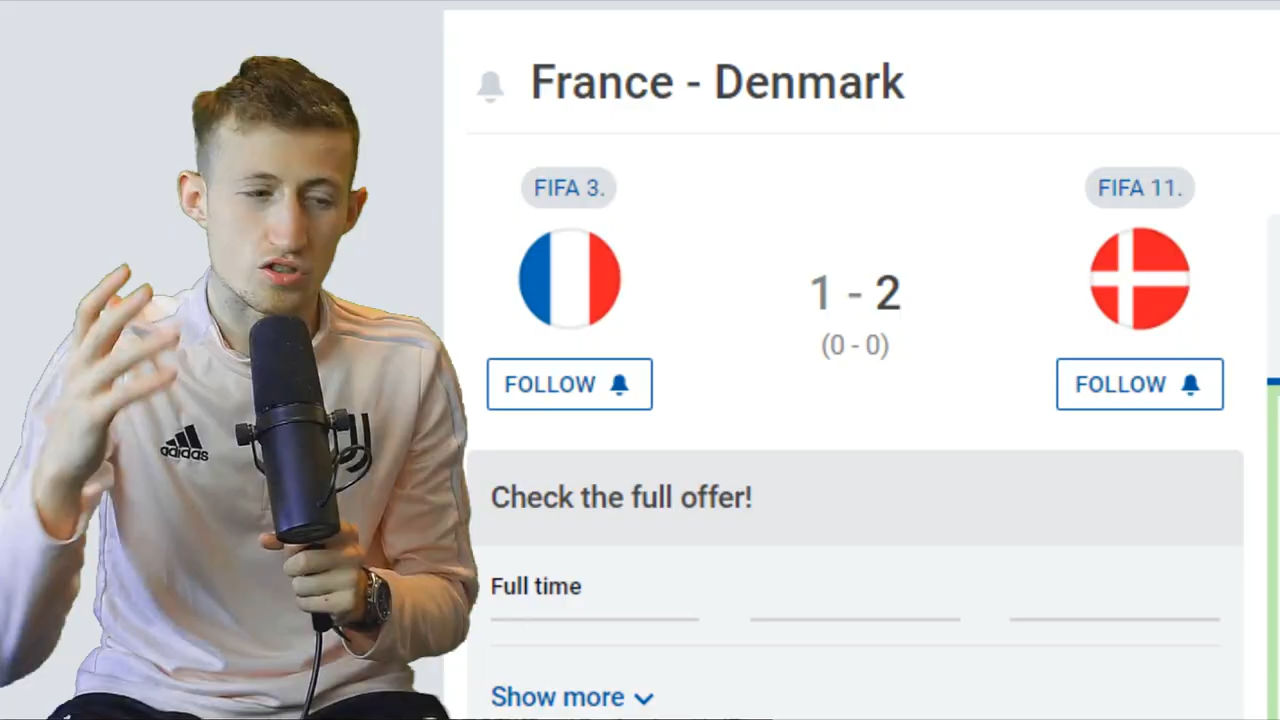 France - Denmark
FIFA 3.
FIFA 11.
1 - 2
(0 - 0)
FOLLOW
FOLLOW
adidas
Check the full offer!
Full time
Show more